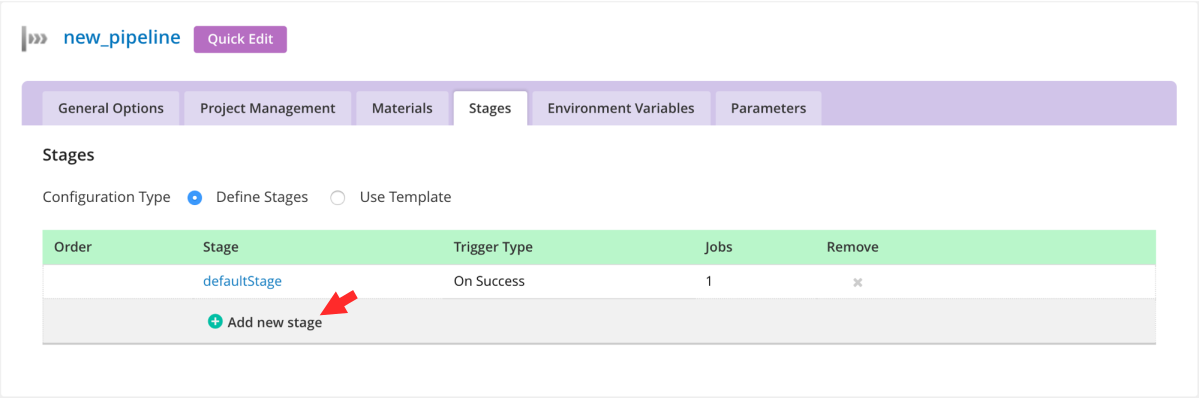 new_pipeline Quick Edit
General Options Project Management Materials Stages Environment Variables Parameters
Stages
Configuration Type Define Stages Use Template
Order Stage Trigger Type Jobs Remove
defaultStage On Success 1
Add new stage